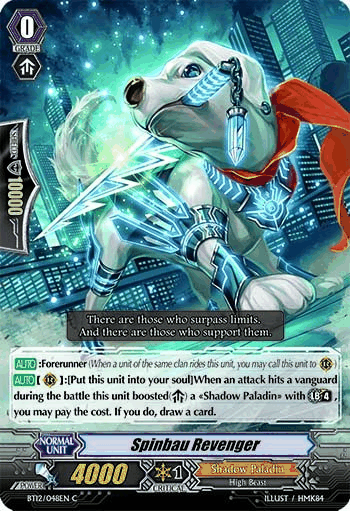 0
GRADE
SHIELD
10000
There are those who surpass limits.
And there are those who support them.
AUTO:Forerunner (When a unit of the same clan rides this unit, you may call this unit to RC
AUTO[RC]:[Put this unit into your soul]When an attack hits a vanguard
during the battle this unit boosted( ) a «Shadow Paladin» with LB4,
you may pay the cost. If you do, draw a card.
NORMAL
UNIT
Spinbau Revenger
POWER
4000
1
CRITICAL
Shadow Paladin
High Beast
BT12/048EN C
ILLUST / HMK84